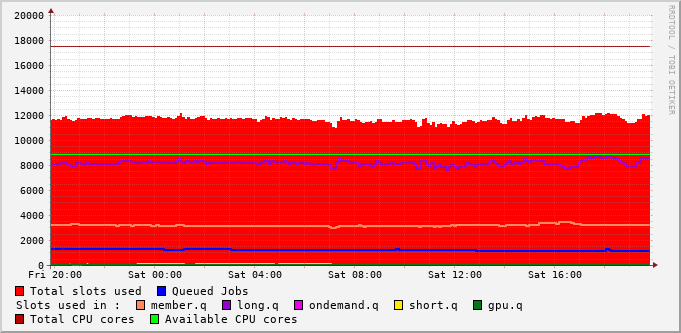 RRDTOOL / TOBI OETIKER
20000
18000
16000
14000
12000
10000
8000
6000
4000
2000
0
Fri 20:00 Sat 00:00 Sat 04:00 Sat 08:00 Sat 12:00 Sat 16:00
Total slots used Queued Jobs
Slots used in : member.q long.q ondemand.q short.q gpu.q
Total CPU cores Available CPU cores